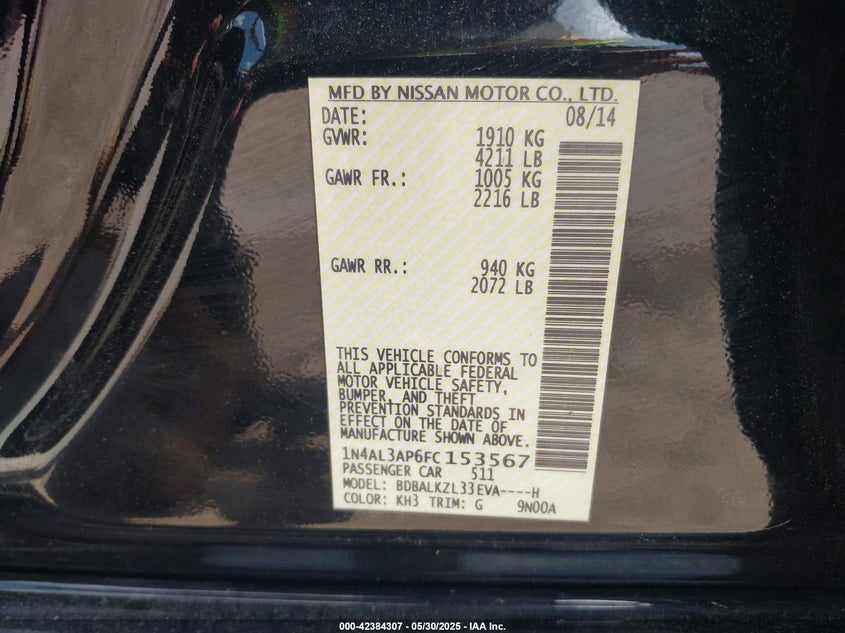 MFD BY NISSAN MOTOR CO., LTD.
DATE: 08/14
GVWR: 1910 KG
4211 LB
GAWR FR.: 1005 KG
2216 LB
GAWR RR.: 940 KG
2072 LB
THIS VEHICLE CONFORMS TO
ALL APPLICABLE FEDERAL
MOTOR VEHICLE SAFETY,
BUMPER, AND THEFT
PREVENTION STANDARDS IN
EFFECT ON THE DATE OF
MANUFACTURE SHOWN ABOVE.
1N4AL3AP6FC153567
PASSENGER CAR 511
MODEL: BDBALKZL33EVA----H
COLOR: KH3 TRIM: G 9N00A
000-42384307 - 05/30/2025 - IAA Inc.